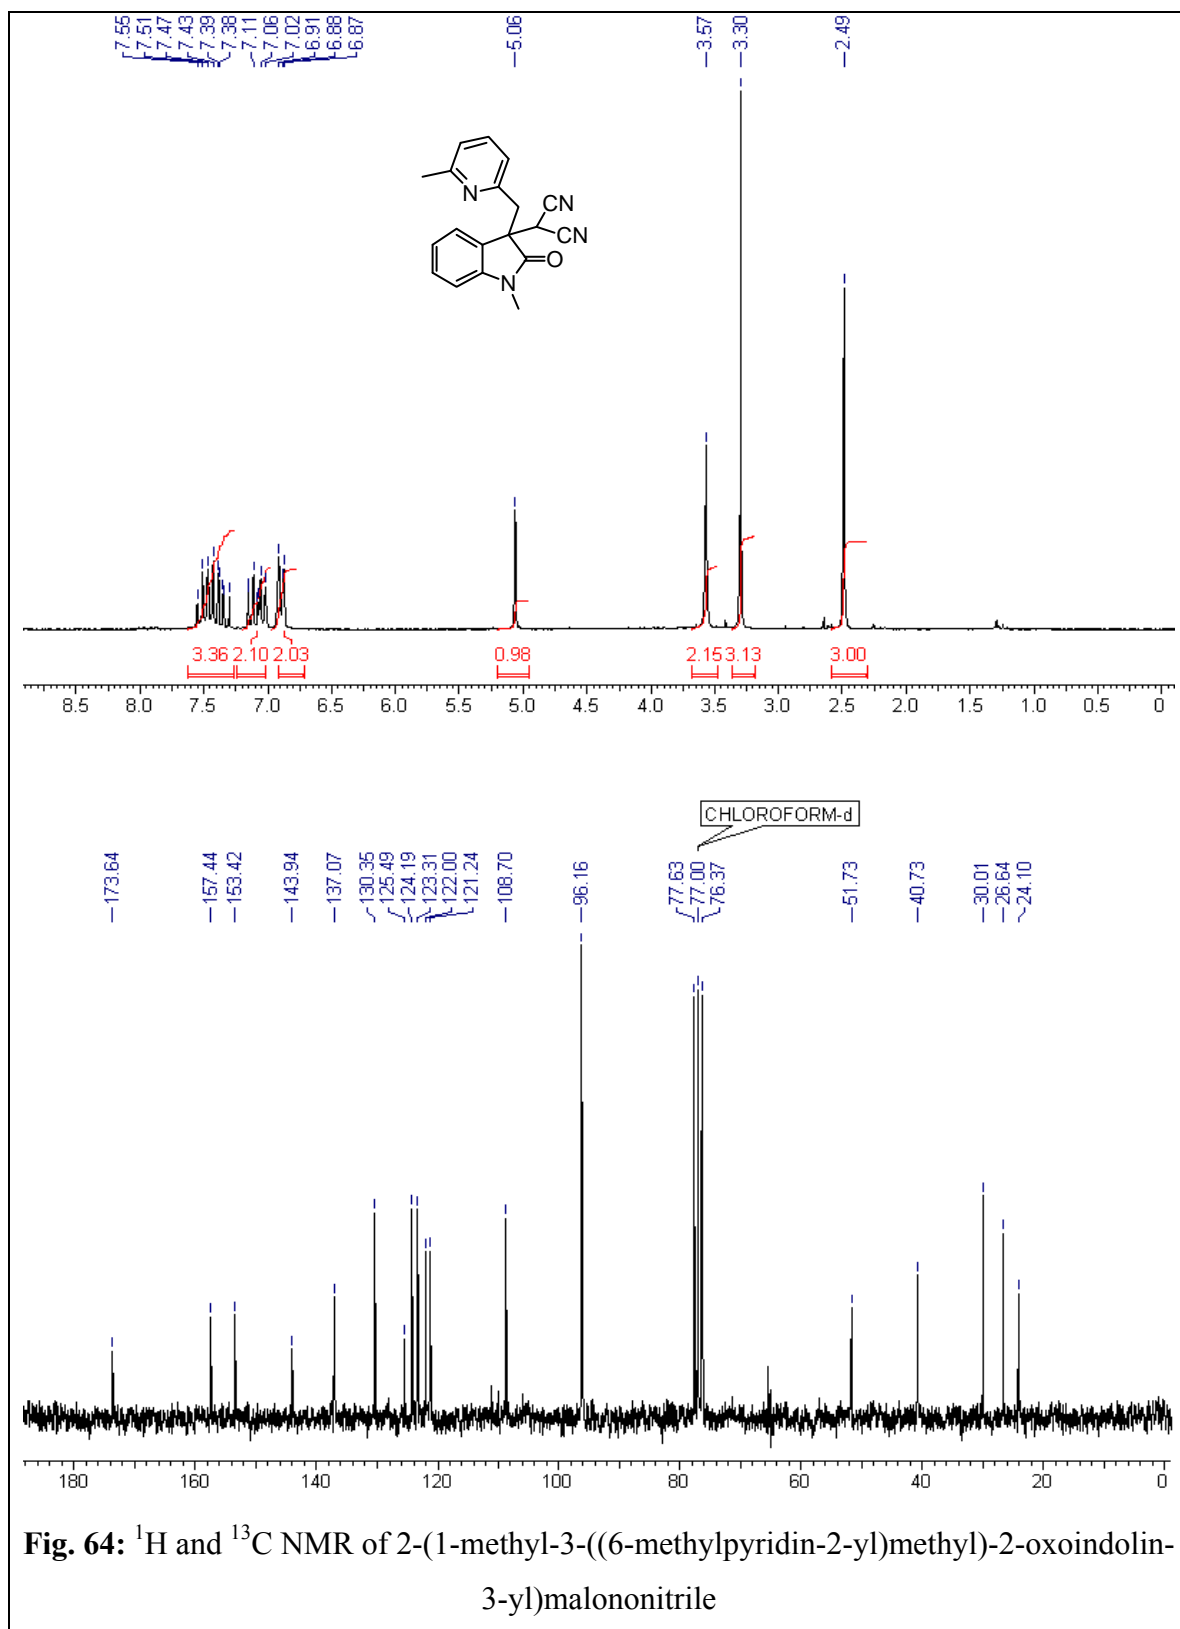 7.55 7.51 7.47 7.43 7.39 7.38 7.11 7.06 7.02 6.91 6.88 6.87 5.06 3.57 3.30 2.49
CN
N
CN
O
N
3.36 2.10 2.03 0.98 2.15 3.13 3.00
8.5 8.0 7.5 7.0 6.5 6.0 5.5 5.0 4.5 4.0 3.5 3.0 2.5 2.0 1.5 1.0 0.5 0
CHLOROFORM-d
173.64 157.44 153.42 143.94 137.07 130.35 125.49 124.19 123.31 122.00 121.24 108.70 96.16 77.63 77.00 76.37 51.73 40.73 30.01 26.64 24.10
180 160 140 120 100 80 60 40 20 0
Fig. 64: ¹H and ¹³C NMR of 2-(1-methyl-3-((6-methylpyridin-2-yl)methyl)-2-oxoindolin-
3-yl)malononitrile